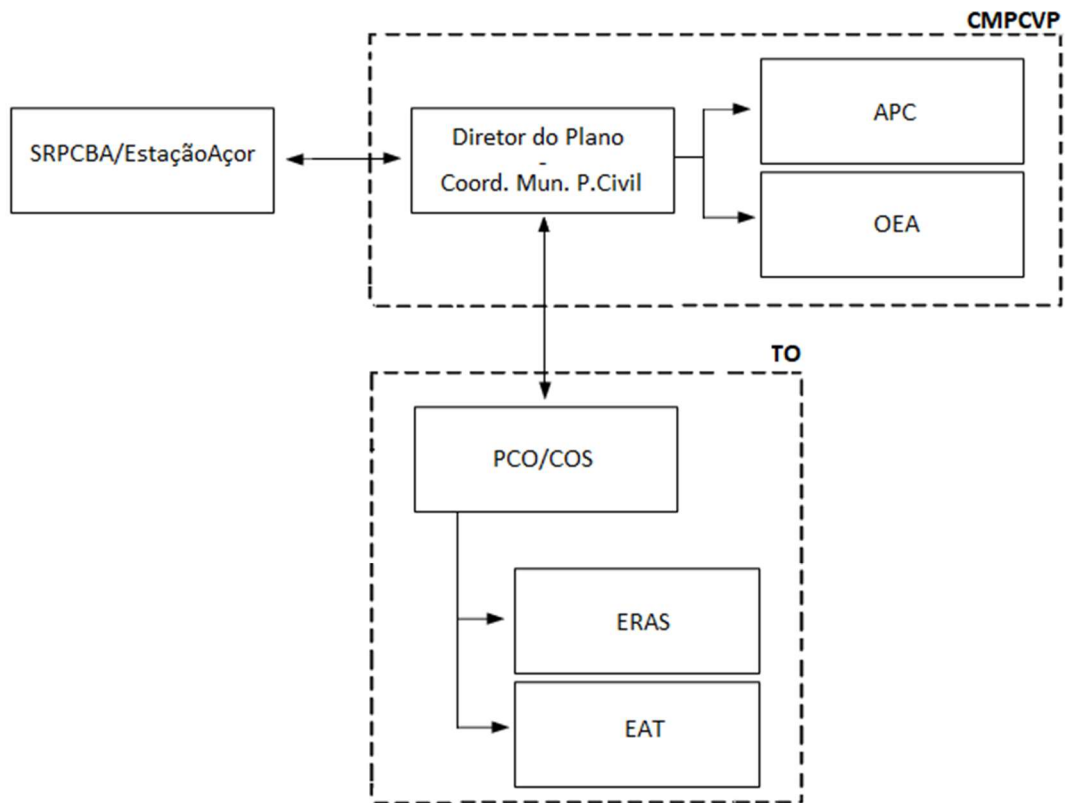 CMPCVP
SRPCBA/EstaçãoAçor
Diretor do Plano
-
Coord. Mun. P.Civil
APC
OEA
TO
PCO/COS
ERAS
EAT